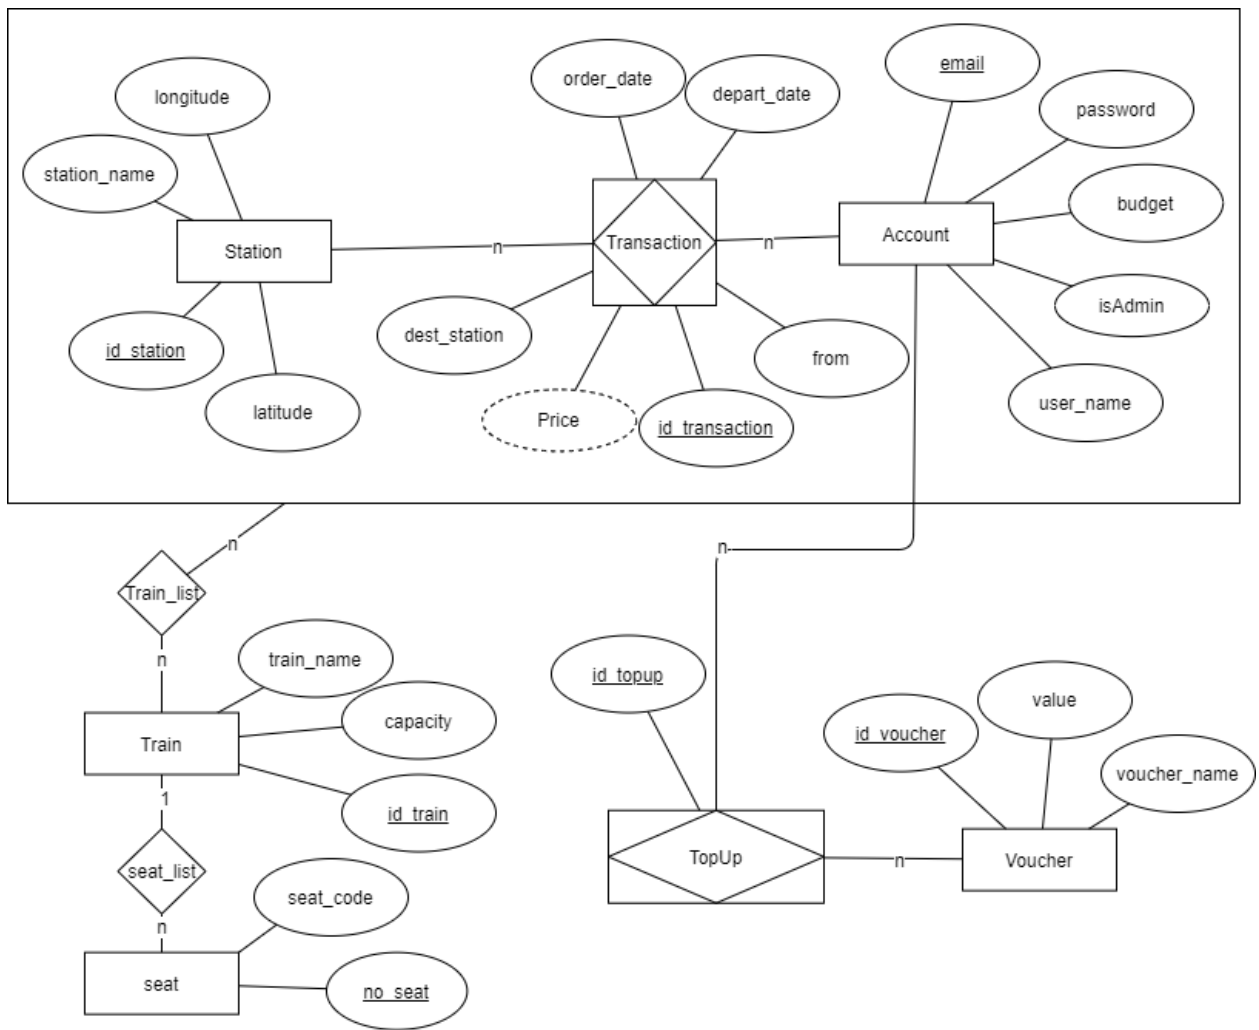 email
order_date
depart_date
longitude
password
station_name
budget
Transaction
Account
n
n
Station
isAdmin
dest_station
from
id_station
user_name
latitude
Price
id_transaction
n
n
Train_list
train_name
n
id_topup
value
capacity
id_voucher
Train
voucher_name
1
id_train
TopUp
n
Voucher
seat_list
seat_code
n
seat
no_seat